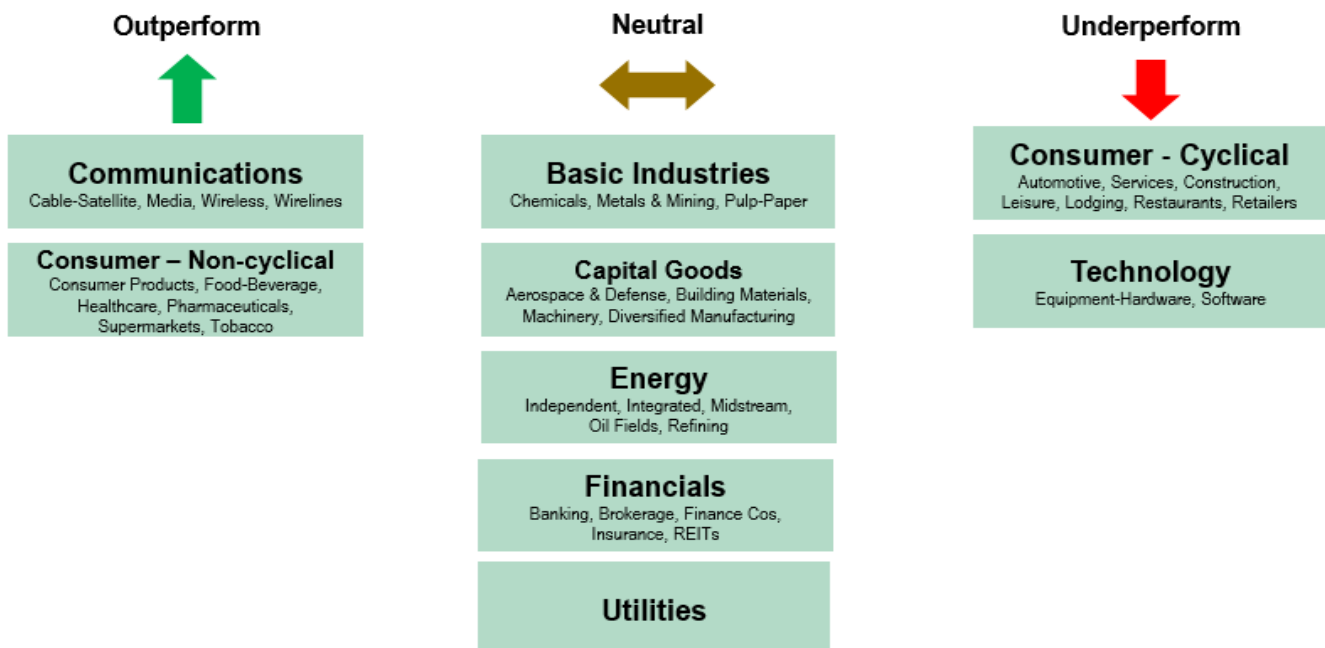 Outperform
Neutral
Underperform
Communications
Cable-Satellite, Media, Wireless, Wirelines
Consumer – Non-cyclical
Consumer Products, Food-Beverage,
Healthcare, Pharmaceuticals,
Supermarkets, Tobacco
Basic Industries
Chemicals, Metals & Mining, Pulp-Paper
Capital Goods
Aerospace & Defense, Building Materials,
Machinery, Diversified Manufacturing
Energy
Independent, Integrated, Midstream,
Oil Fields, Refining
Financials
Banking, Brokerage, Finance Cos,
Insurance, REITs
Utilities
Consumer - Cyclical
Automotive, Services, Construction,
Leisure, Lodging, Restaurants, Retailers
Technology
Equipment-Hardware, Software